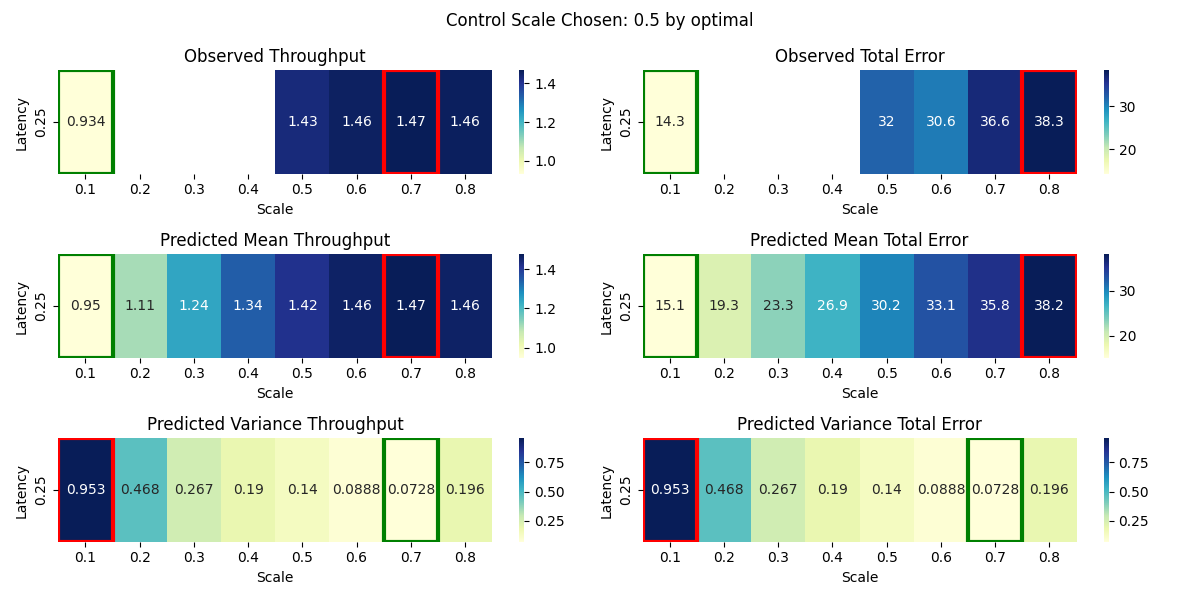 Control Scale Chosen: 0.5 by optimal
Observed Throughput
Latency
0.25
0.934 1.43 1.46 1.47 1.46
0.1 0.2 0.3 0.4 0.5 0.6 0.7 0.8
Scale
1.4
1.2
1.0
Observed Total Error
Latency
0.25
14.3 32 30.6 36.6 38.3
0.1 0.2 0.3 0.4 0.5 0.6 0.7 0.8
Scale
30
20
Predicted Mean Throughput
Latency
0.25
0.95 1.11 1.24 1.34 1.42 1.46 1.47 1.46
0.1 0.2 0.3 0.4 0.5 0.6 0.7 0.8
Scale
1.4
1.2
1.0
Predicted Mean Total Error
Latency
0.25
15.1 19.3 23.3 26.9 30.2 33.1 35.8 38.2
0.1 0.2 0.3 0.4 0.5 0.6 0.7 0.8
Scale
30
20
Predicted Variance Throughput
Latency
0.25
0.953 0.468 0.267 0.19 0.14 0.0888 0.0728 0.196
0.1 0.2 0.3 0.4 0.5 0.6 0.7 0.8
Scale
0.75
0.50
0.25
Predicted Variance Total Error
Latency
0.25
0.953 0.468 0.267 0.19 0.14 0.0888 0.0728 0.196
0.1 0.2 0.3 0.4 0.5 0.6 0.7 0.8
Scale
0.75
0.50
0.25